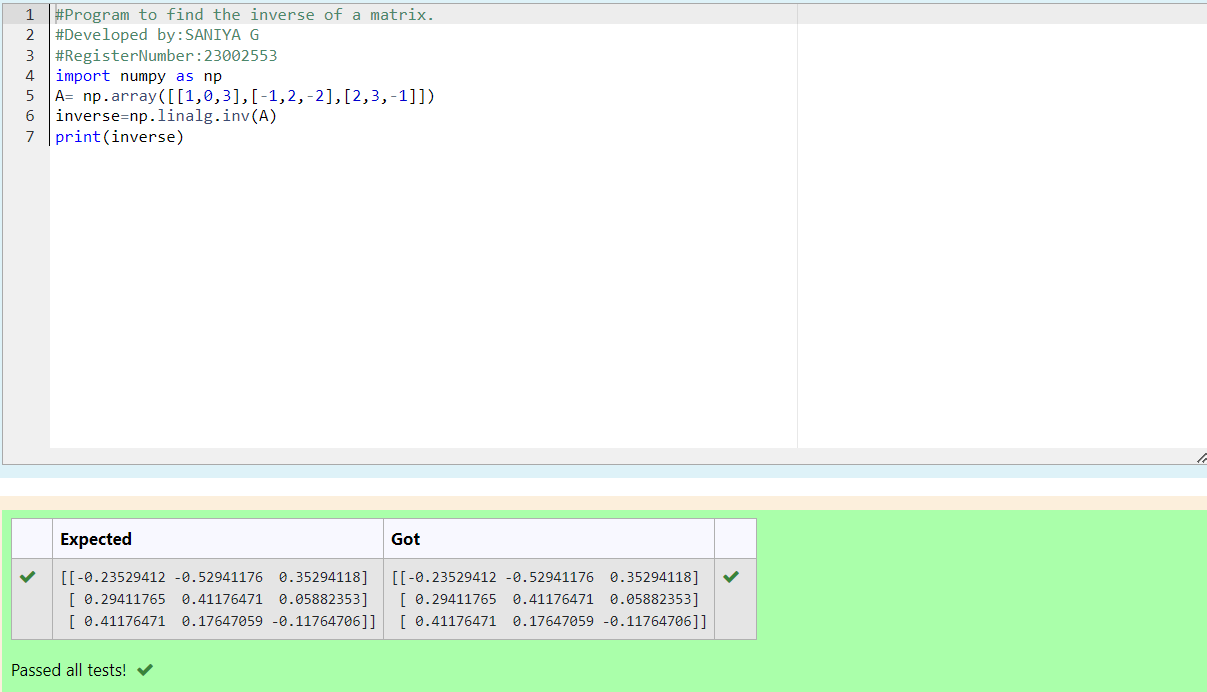 1 #Program to find the inverse of a matrix.
2 #Developed by:SANIYA G
3 #RegisterNumber:23002553
4 import numpy as np
5 A= np.array([[1,0,3],[-1,2,-2],[2,3,-1]])
6 inverse=np.linalg.inv(A)
7 print(inverse)
Expected Got
[[-0.23529412 -0.52941176  0.35294118] [[-0.23529412 -0.52941176  0.35294118]
[ 0.29411765  0.41176471  0.05882353] [ 0.29411765  0.41176471  0.05882353]
[ 0.41176471  0.17647059 -0.11764706]] [ 0.41176471  0.17647059 -0.11764706]]
Passed all tests!